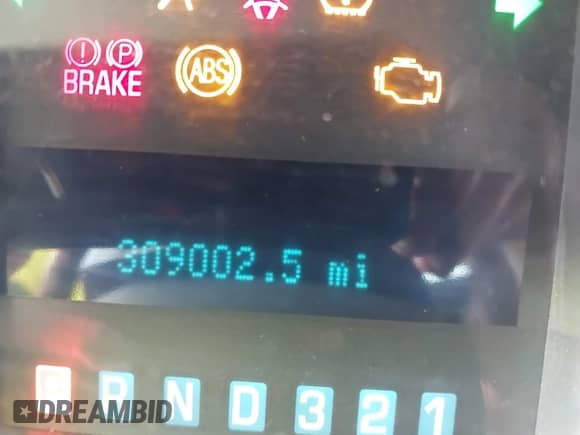 BRAKE
ABS
309002.5 mi
P R N D 3 2 1
DREAMBID